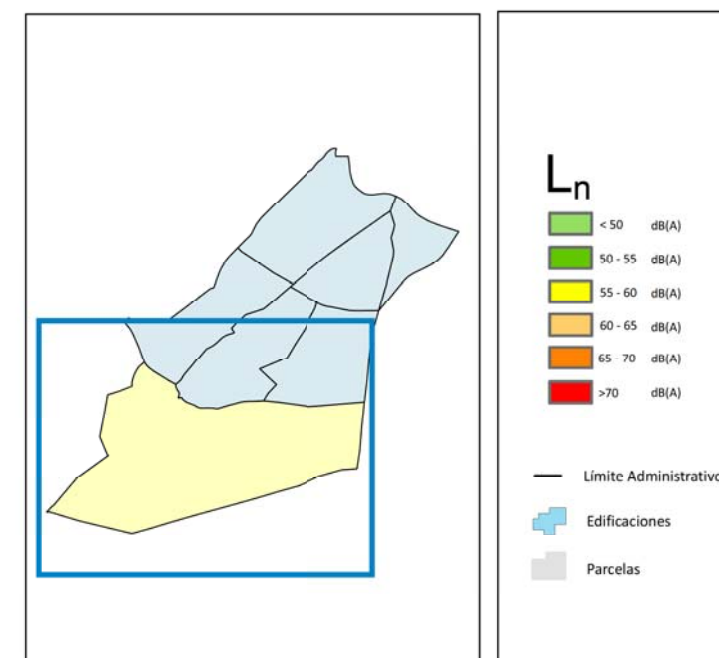 Ln
< 50 dB(A)
50 - 55 dB(A)
55 - 60 dB(A)
60 - 65 dB(A)
65 - 70 dB(A)
>70 dB(A)
Límite Administrativo
Edificaciones
Parcelas